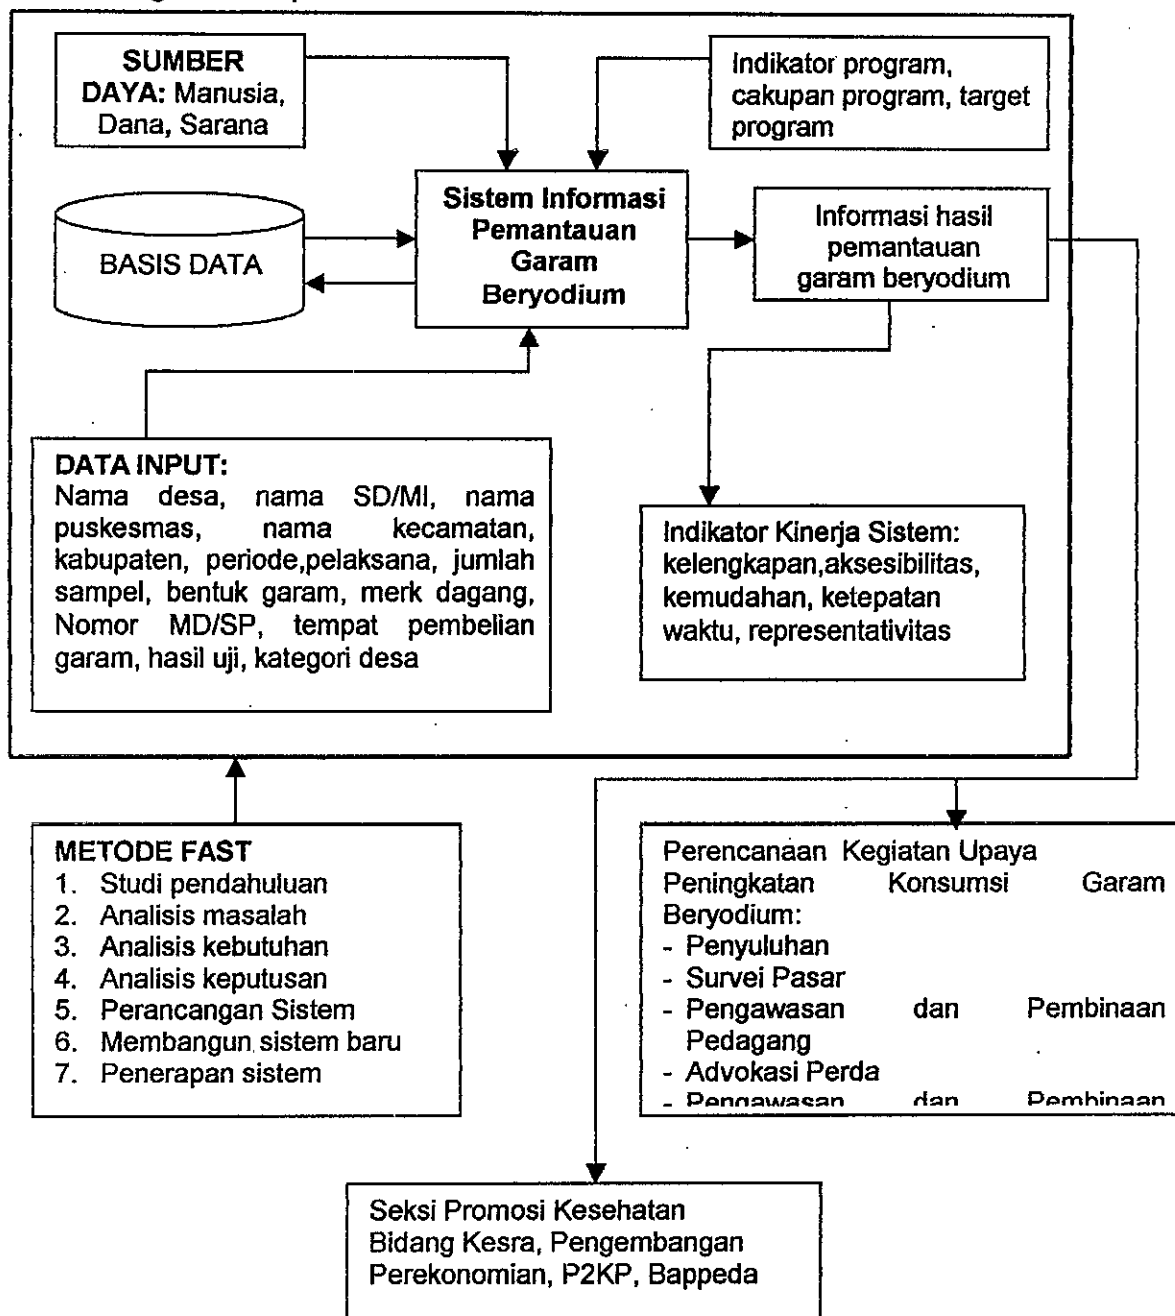 SUMBER
DAYA: Manusia,
Dana, Sarana
Indikator program,
cakupan program, target
program
BASIS DATA
Sistem Informasi
Pemantauan
Garam
Beryodium
Informasi hasil
pemantauan
garam beryodium
DATA INPUT:
Nama desa, nama SD/MI, nama
puskesmas, nama kecamatan,
kabupaten, periode,pelaksana, jumlah
sampel, bentuk garam, merk dagang,
Nomor MD/SP, tempat pembelian
garam, hasil uji, kategori desa
Indikator Kinerja Sistem:
kelengkapan,aksesibilitas,
kemudahan, ketepatan
waktu, representativitas
METODE FAST
1. Studi pendahuluan
2. Analisis masalah
3. Analisis kebutuhan
4. Analisis keputusan
5. Perancangan Sistem
6. Membangun sistem baru
7. Penerapan sistem
Perencanaan Kegiatan Upaya
Peningkatan Konsumsi Garam
Beryodium:
- Penyuluhan
- Survei Pasar
- Pengawasan dan Pembinaan
Pedagang
- Advokasi Perda
- Pengawasan dan Pembinaan
Seksi Promosi Kesehatan
Bidang Kesra, Pengembangan
Perekonomian, P2KP, Bappeda